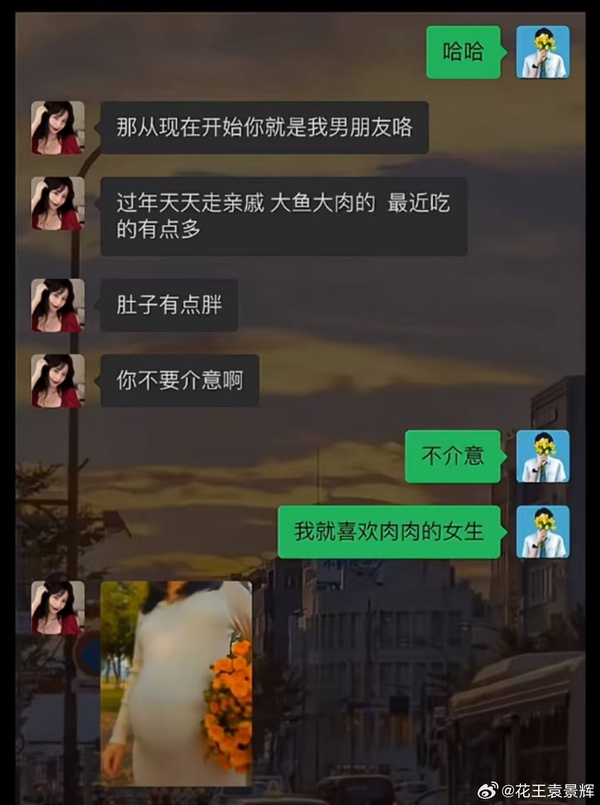 哈哈
那从现在开始你就是我男朋友咯
过年天天走亲戚 大鱼大肉的 最近吃
的有点多
肚子有点胖
你不要介意啊
不介意
我就喜欢肉肉的女生
@花王袁景辉